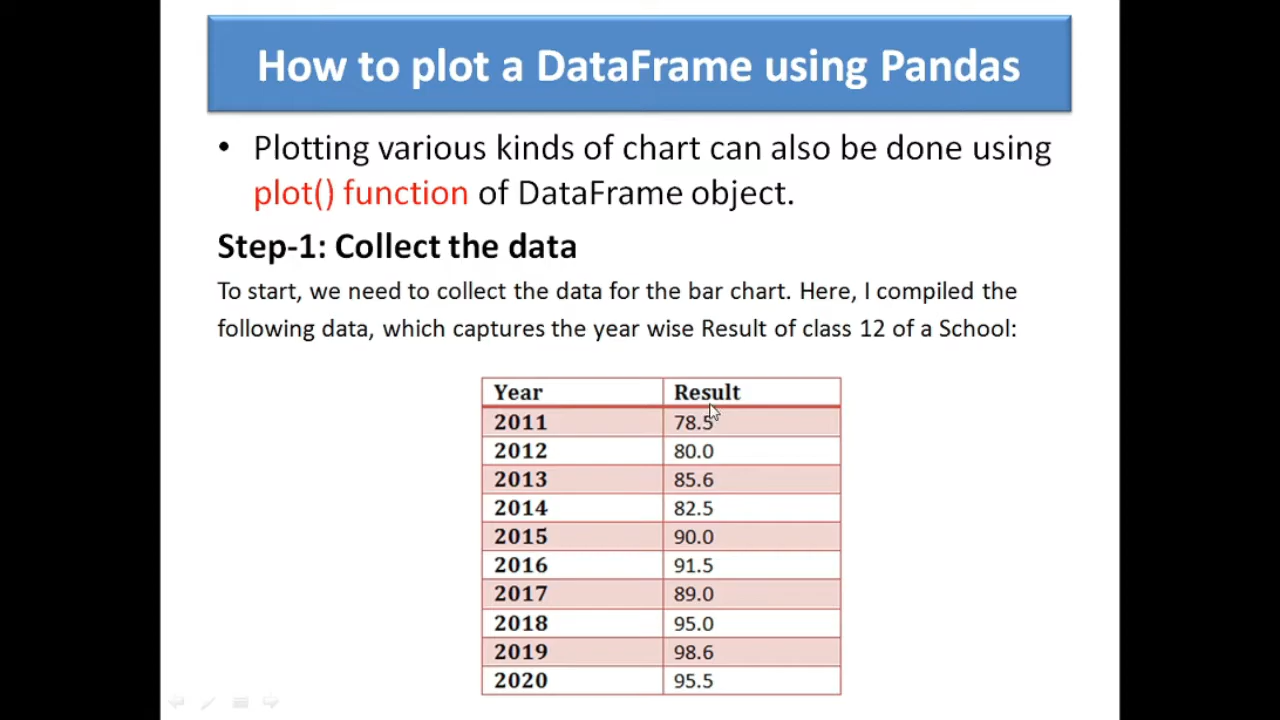 How to plot a DataFrame using Pandas
• Plotting various kinds of chart can also be done using
plot() function of DataFrame object.
Step-1: Collect the data
To start, we need to collect the data for the bar chart. Here, I compiled the
following data, which captures the year wise Result of class 12 of a School:
Year Result
2011 78.5
2012 80.0
2013 85.6
2014 82.5
2015 90.0
2016 91.5
2017 89.0
2018 95.0
2019 98.6
2020 95.5